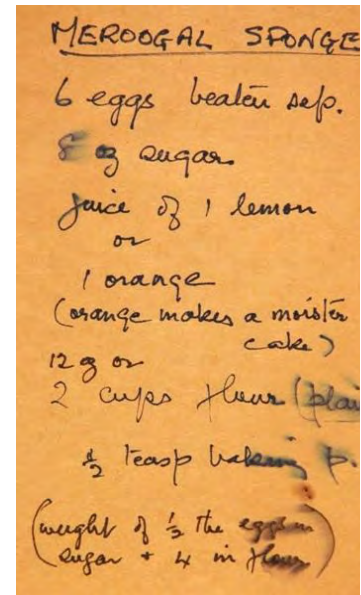 MEROOGAL SPONGE
6 eggs beaten sep.
8 oz sugar
Juice of 1 lemon
or
1 orange
(orange makes a moister
cake)
12 oz or
2 cups flour (plai
1/2 teasp baking p.
(weight of 1/2 the eggs in
sugar + 4 in flour)